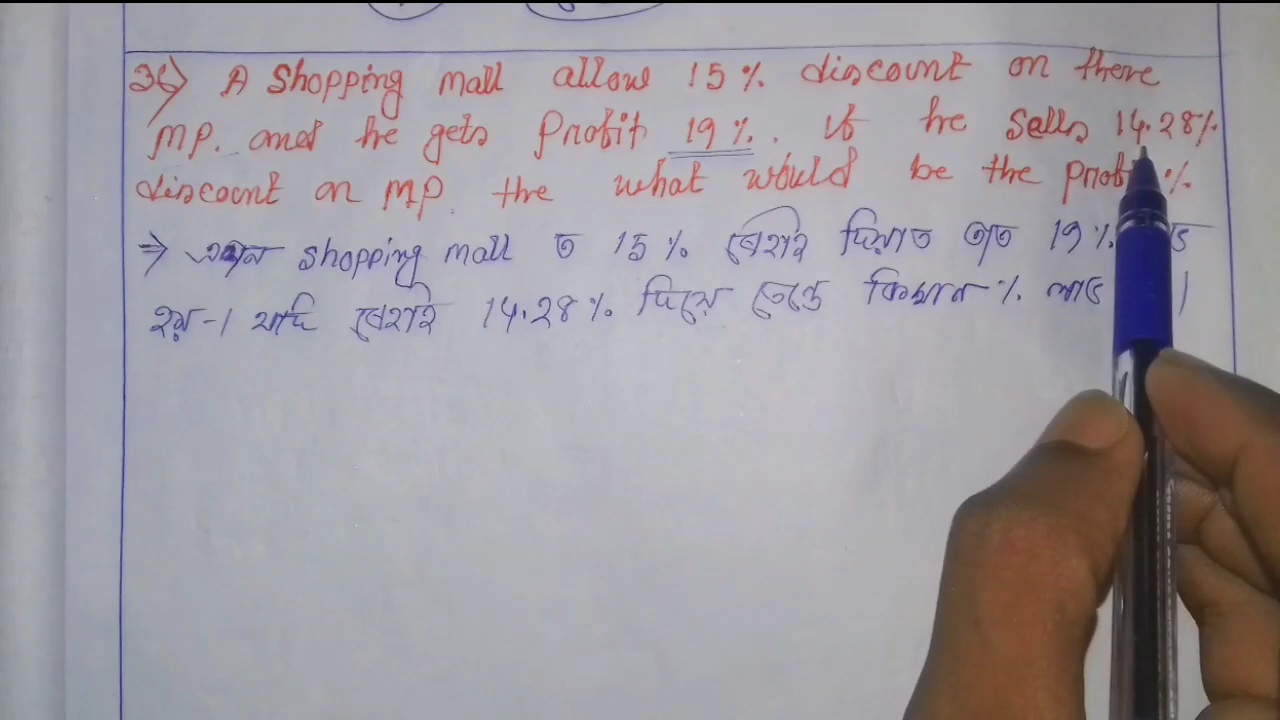 A shopping mall allow 15% discount on there
MP. and he gets profit 19%. if he sells 14.28%
discount on MP. the what would be the profit %
⇒ shopping mall ত 15% ৰেহাই দিয়াত তাত 19%
হয়-। যদি ৰেহাই 14.28% দিয়ে তেন্তে কিমান %